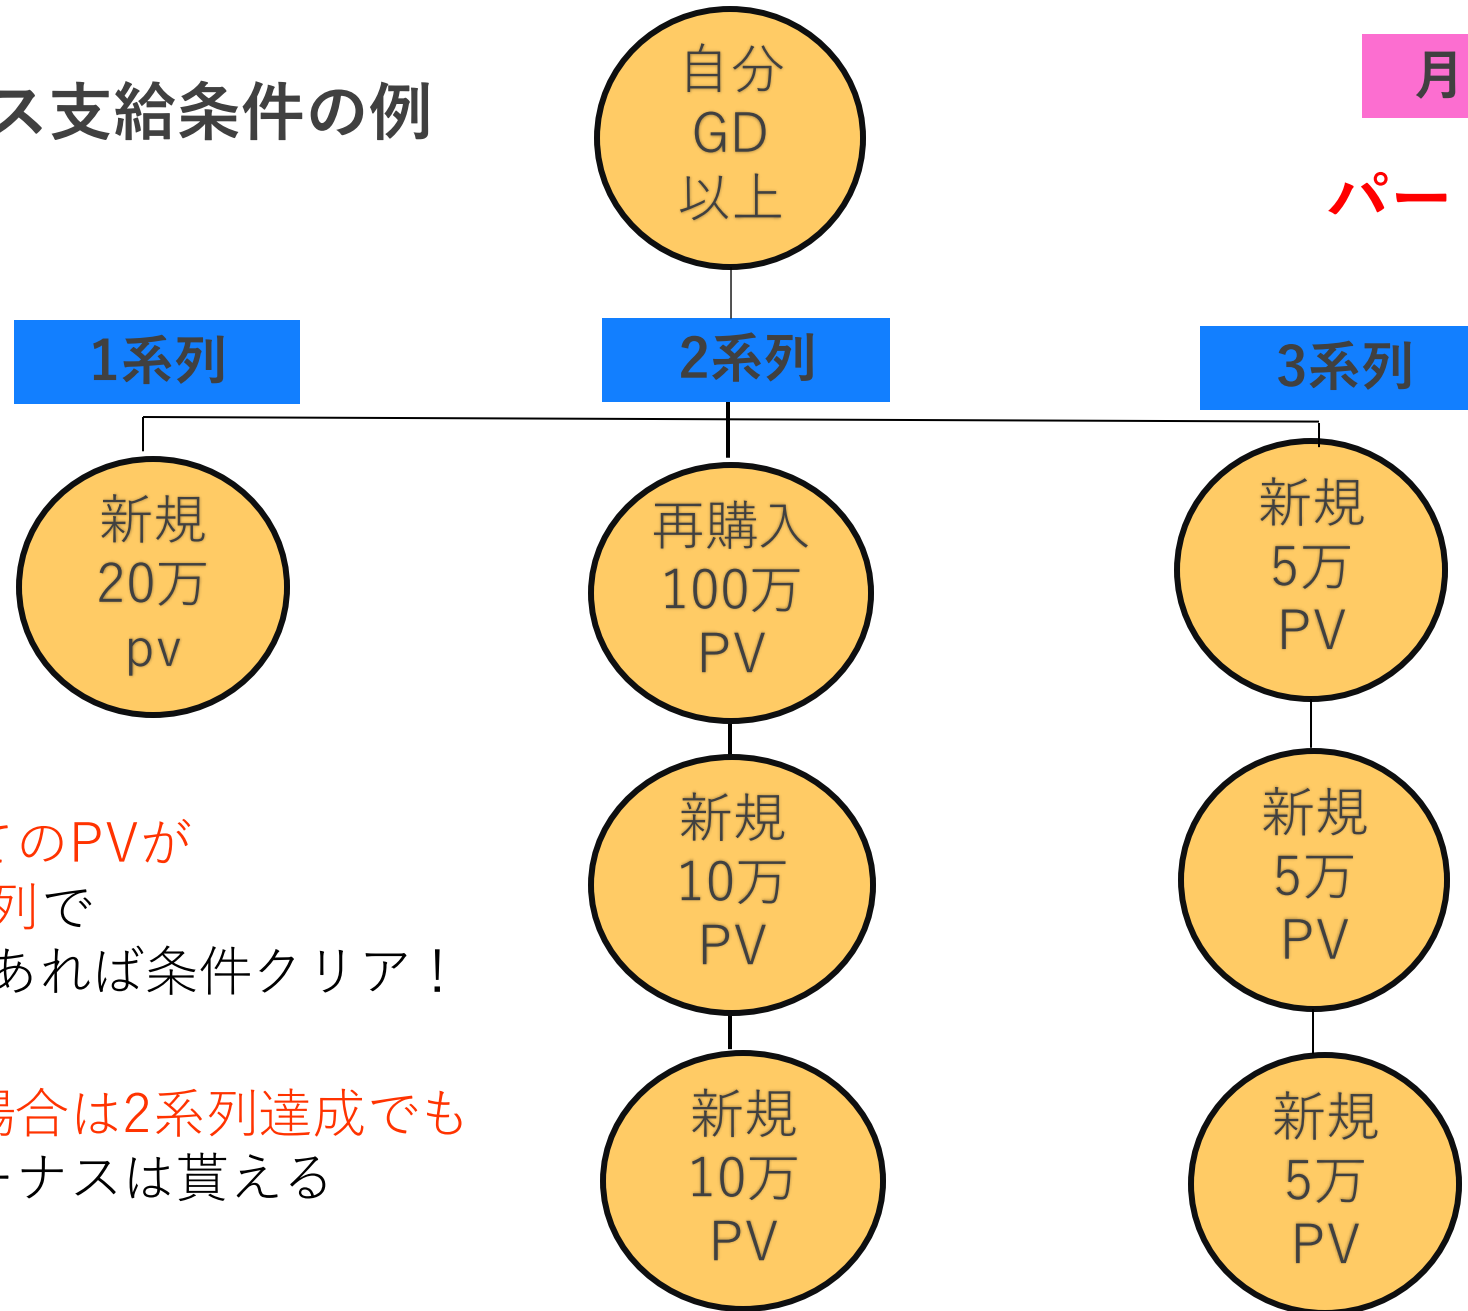 ス支給条件の例
自分
GD
以上
月
パー
1系列
2系列
3系列
新規
20万
pv
再購入
100万
PV
新規
5万
PV
新規
10万
PV
新規
5万
PV
新規
10万
PV
新規
5万
PV
てのPVが
列で
あれば条件クリア！
場合は2系列達成でも
ーナスは貰える